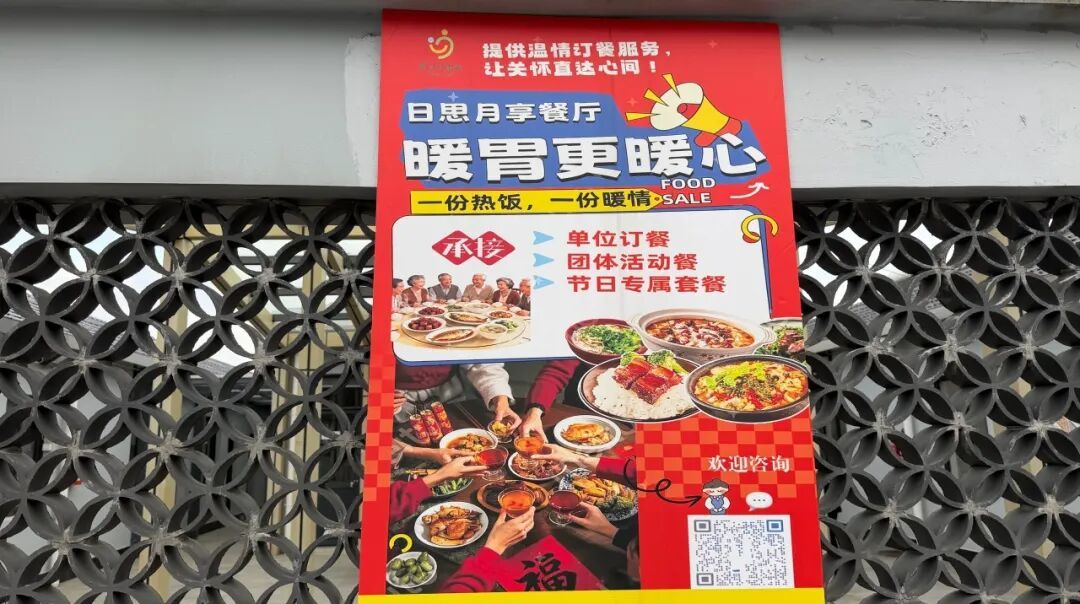 提供温情订餐服务，
让关怀直达心间！
日思月享餐厅
暖胃更暖心
FOOD
SALE
一份热饭，一份暖情
承接
单位订餐
团体活动餐
节日专属套餐
欢迎咨询
福